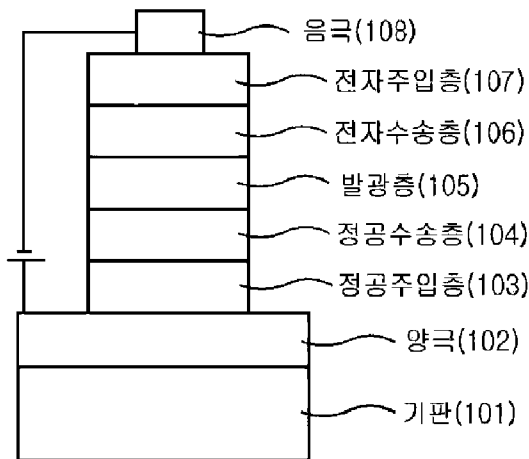 음극(108)
전자주입층(107)
전자수송층(106)
발광층(105)
정공수송층(104)
정공주입층(103)
양극(102)
기판(101)